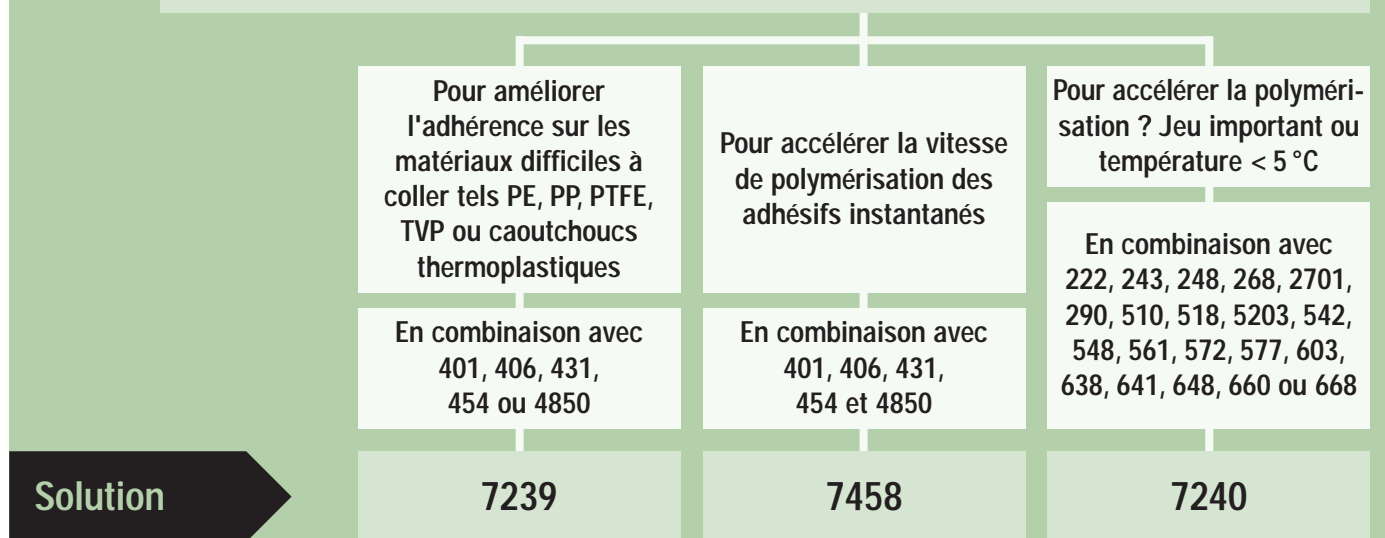 Pour améliorer
l'adhérence sur les
matériaux difficiles à
coller tels PE, PP, PTFE,
TVP ou caoutchoucs
thermoplastiques
En combinaison avec
401, 406, 431,
454 ou 4850
Pour accélérer la vitesse
de polymérisation des
adhésifs instantanés
En combinaison avec
401, 406, 431,
454 et 4850
Pour accélérer la polyméri-
sation ? Jeu important ou
température < 5 °C
En combinaison avec
222, 243, 248, 268, 2701,
290, 510, 518, 5203, 542,
548, 561, 572, 577, 603,
638, 641, 648, 660 ou 668
Solution
7239
7458
7240